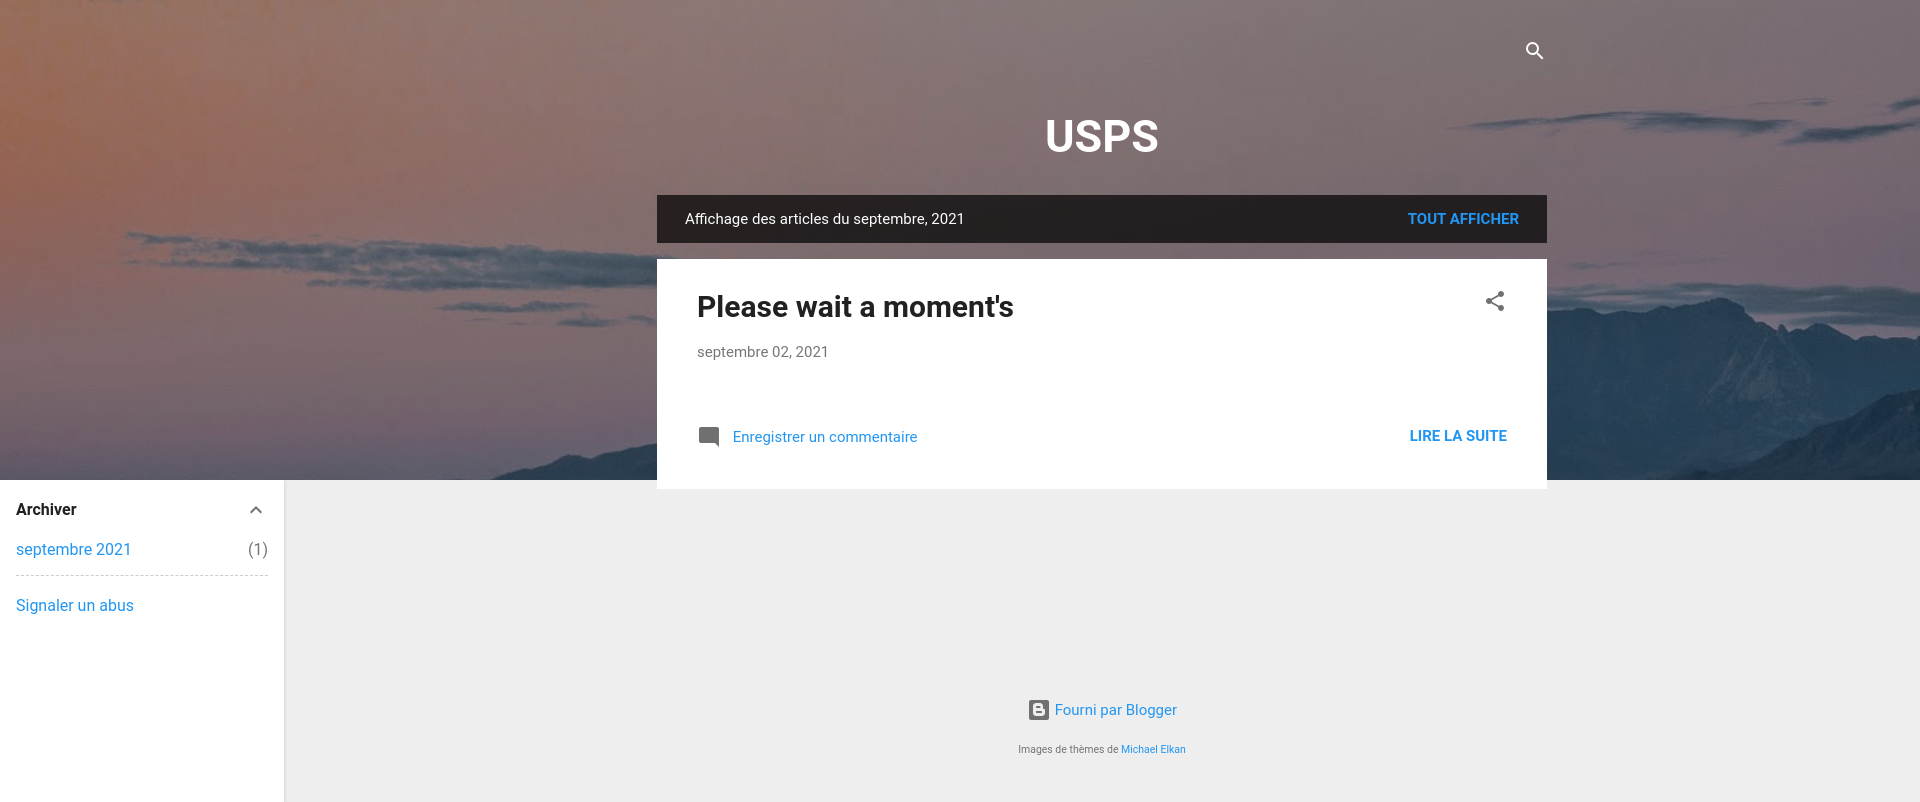 USPS
Affichage des articles du septembre, 2021
TOUT AFFICHER
Please wait a moment's
septembre 02, 2021
Enregistrer un commentaire
LIRE LA SUITE
Archiver
septembre 2021 (1)
Signaler un abus
Fourni par Blogger
Images de thèmes de Michael Elkan